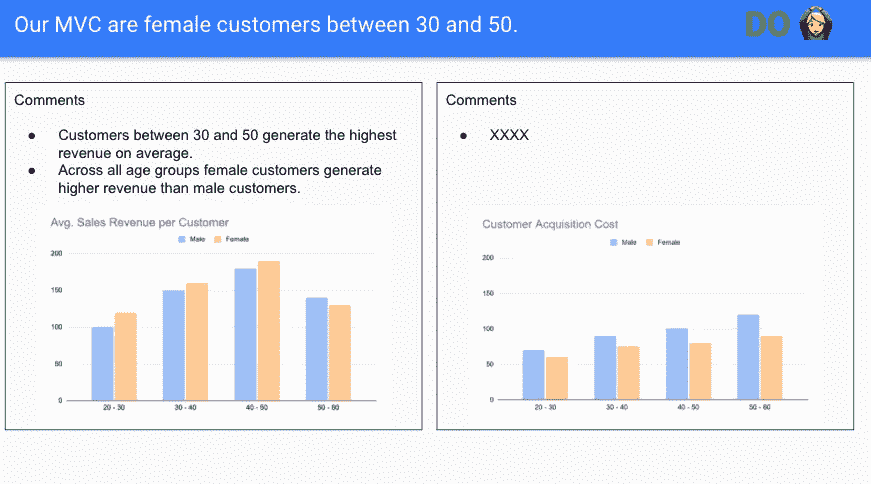 Our MVC are female customers between 30 and 50.
DO
Comments
● Customers between 30 and 50 generate the highest
revenue on average.
● Across all age groups female customers generate
higher revenue than male customers.
Avg. Sales Revenue per Customer
Male Female
200
150
100
50
0
20 - 30 30 - 40 40 - 50 50 - 60
Comments
● XXXX
Customer Acquisition Cost
Male Female
200
150
100
50
0
20 - 30 30 - 40 40 - 50 50 - 60